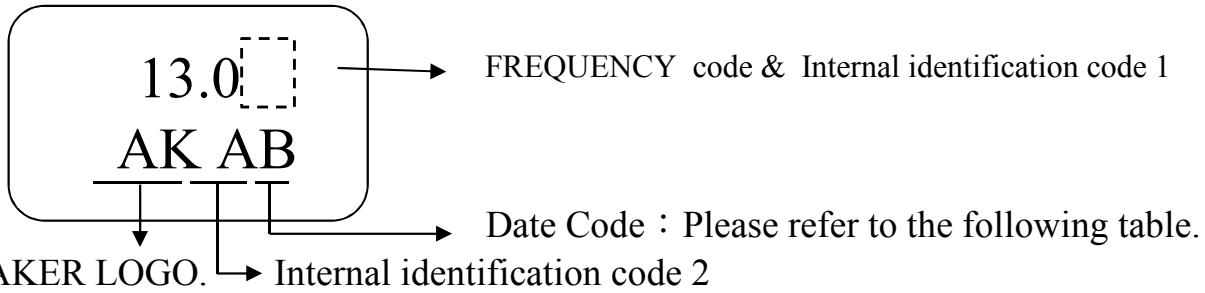 13.0
FREQUENCY code & Internal identification code 1
AK AB
Date Code：Please refer to the following table.
AKER LOGO.
Internal identification code 2